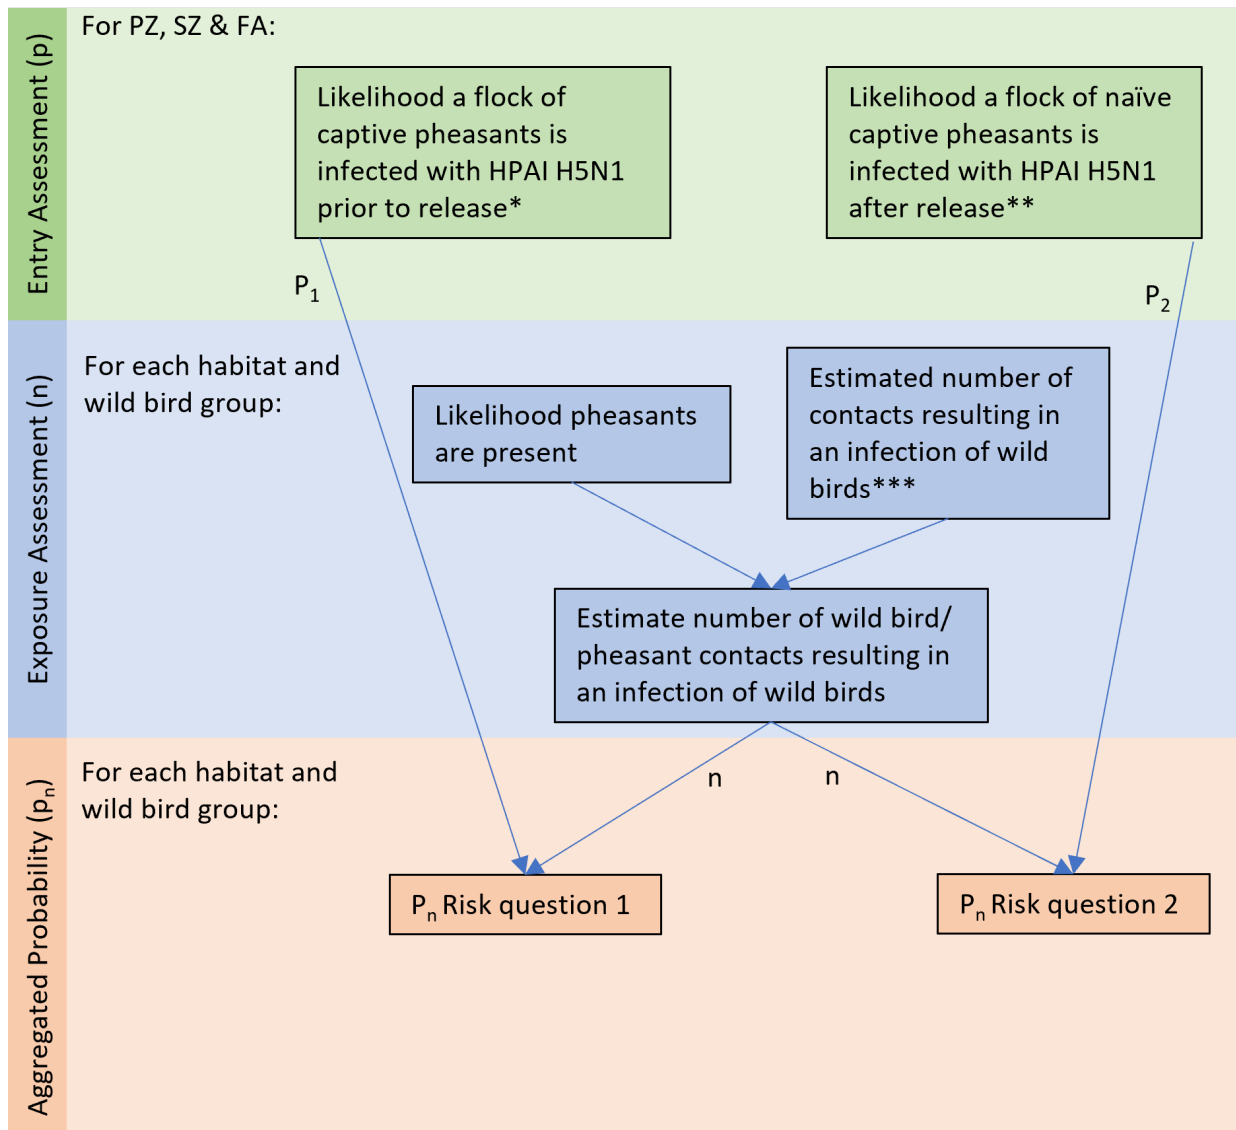 Entry Assessment (p)
For PZ, SZ & FA:
Likelihood a flock of
captive pheasants is
infected with HPAI H5N1
prior to release*
Likelihood a flock of naïve
captive pheasants is
infected with HPAI H5N1
after release**
P1
P2
Exposure Assessment (n)
For each habitat and
wild bird group:
Likelihood pheasants
are present
Estimated number of
contacts resulting in
an infection of wild
birds***
Estimate number of wild bird/
pheasant contacts resulting in
an infection of wild birds
Aggregated Probability (pn)
For each habitat and
wild bird group:
n
n
Pn Risk question 1
Pn Risk question 2